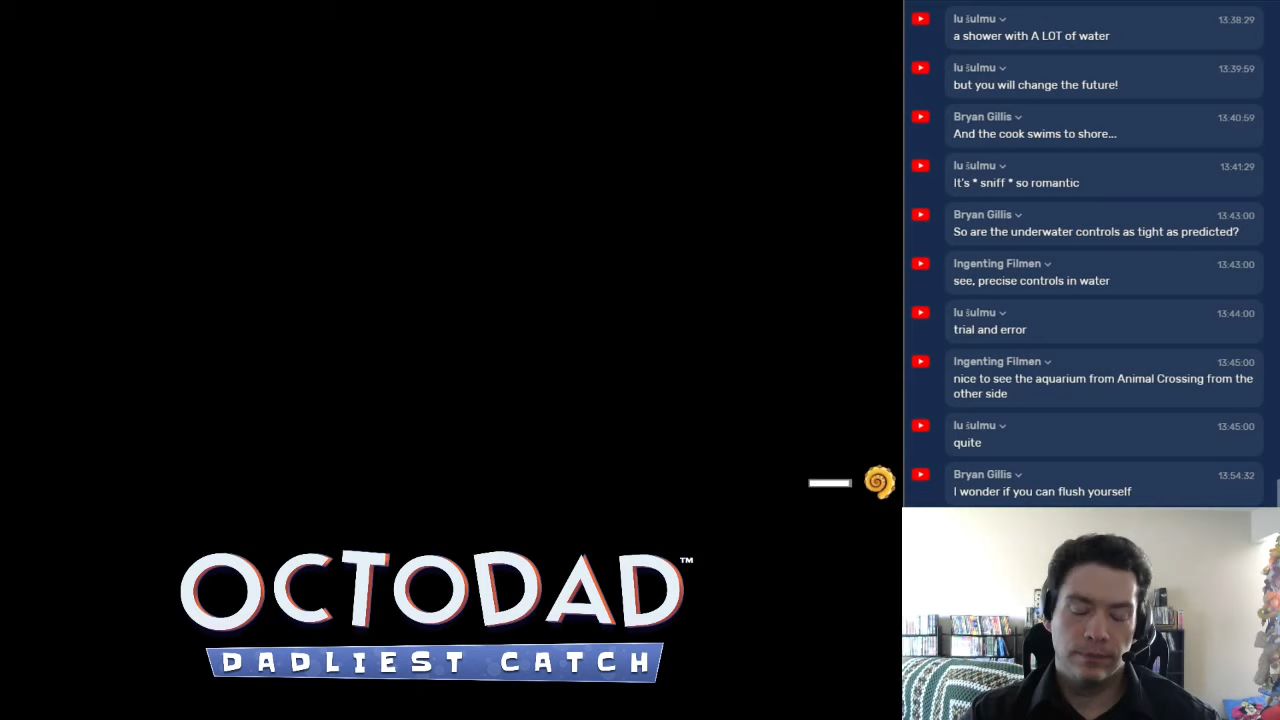 lu šulmu 13:38:29
a shower with A LOT of water
lu šulmu 13:39:59
but you will change the future!
Bryan Gillis 13:40:59
And the cook swims to shore...
lu šulmu 13:41:29
It's * sniff * so romantic
Bryan Gillis 13:43:00
So are the underwater controls as tight as predicted?
Ingenting Filmen 13:43:00
see, precise controls in water
lu šulmu 13:44:00
trial and error
Ingenting Filmen 13:45:00
nice to see the aquarium from Animal Crossing from the
other side
lu šulmu 13:45:00
quite
Bryan Gillis 13:54:32
I wonder if you can flush yourself
OCTODAD™
DADLIEST CATCH